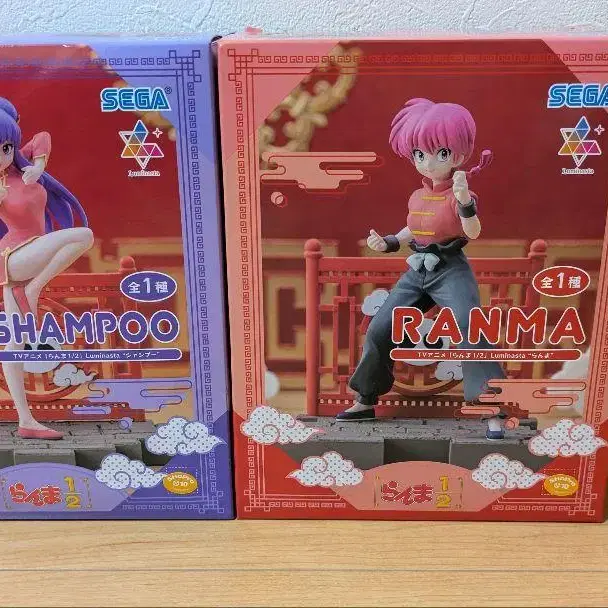 SEGA
Luminasta
全1種
SHAMPOO
TVアニメ「らんま1/2」Luminasta “シャンプー”
らんま1/2
SEGA
Luminasta
全1種
RANMA
TVアニメ「らんま1/2」Luminasta “らんま”
らんま1/2